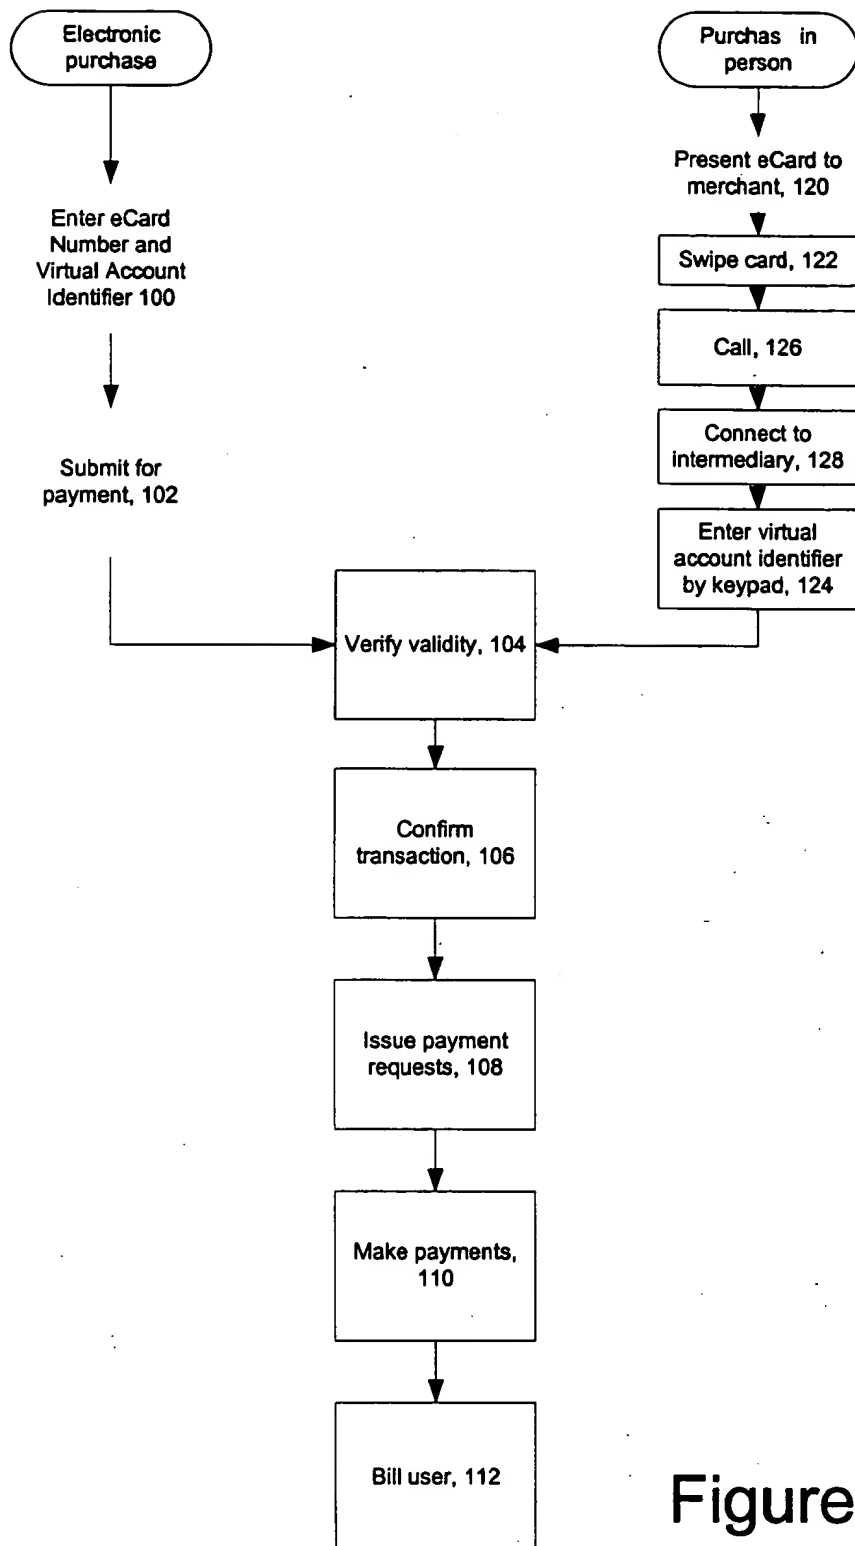 Electronic
purchase
Enter eCard
Number and
Virtual Account
Identifier 100
Submit for
payment, 102
Purchas in
person
Present eCard to
merchant, 120
Swipe card, 122
Call, 126
Connect to
intermediary, 128
Enter virtual
account identifier
by keypad, 124
Verify validity, 104
Confirm
transaction, 106
Issue payment
requests, 108
Make payments,
110
Bill user, 112
Figure